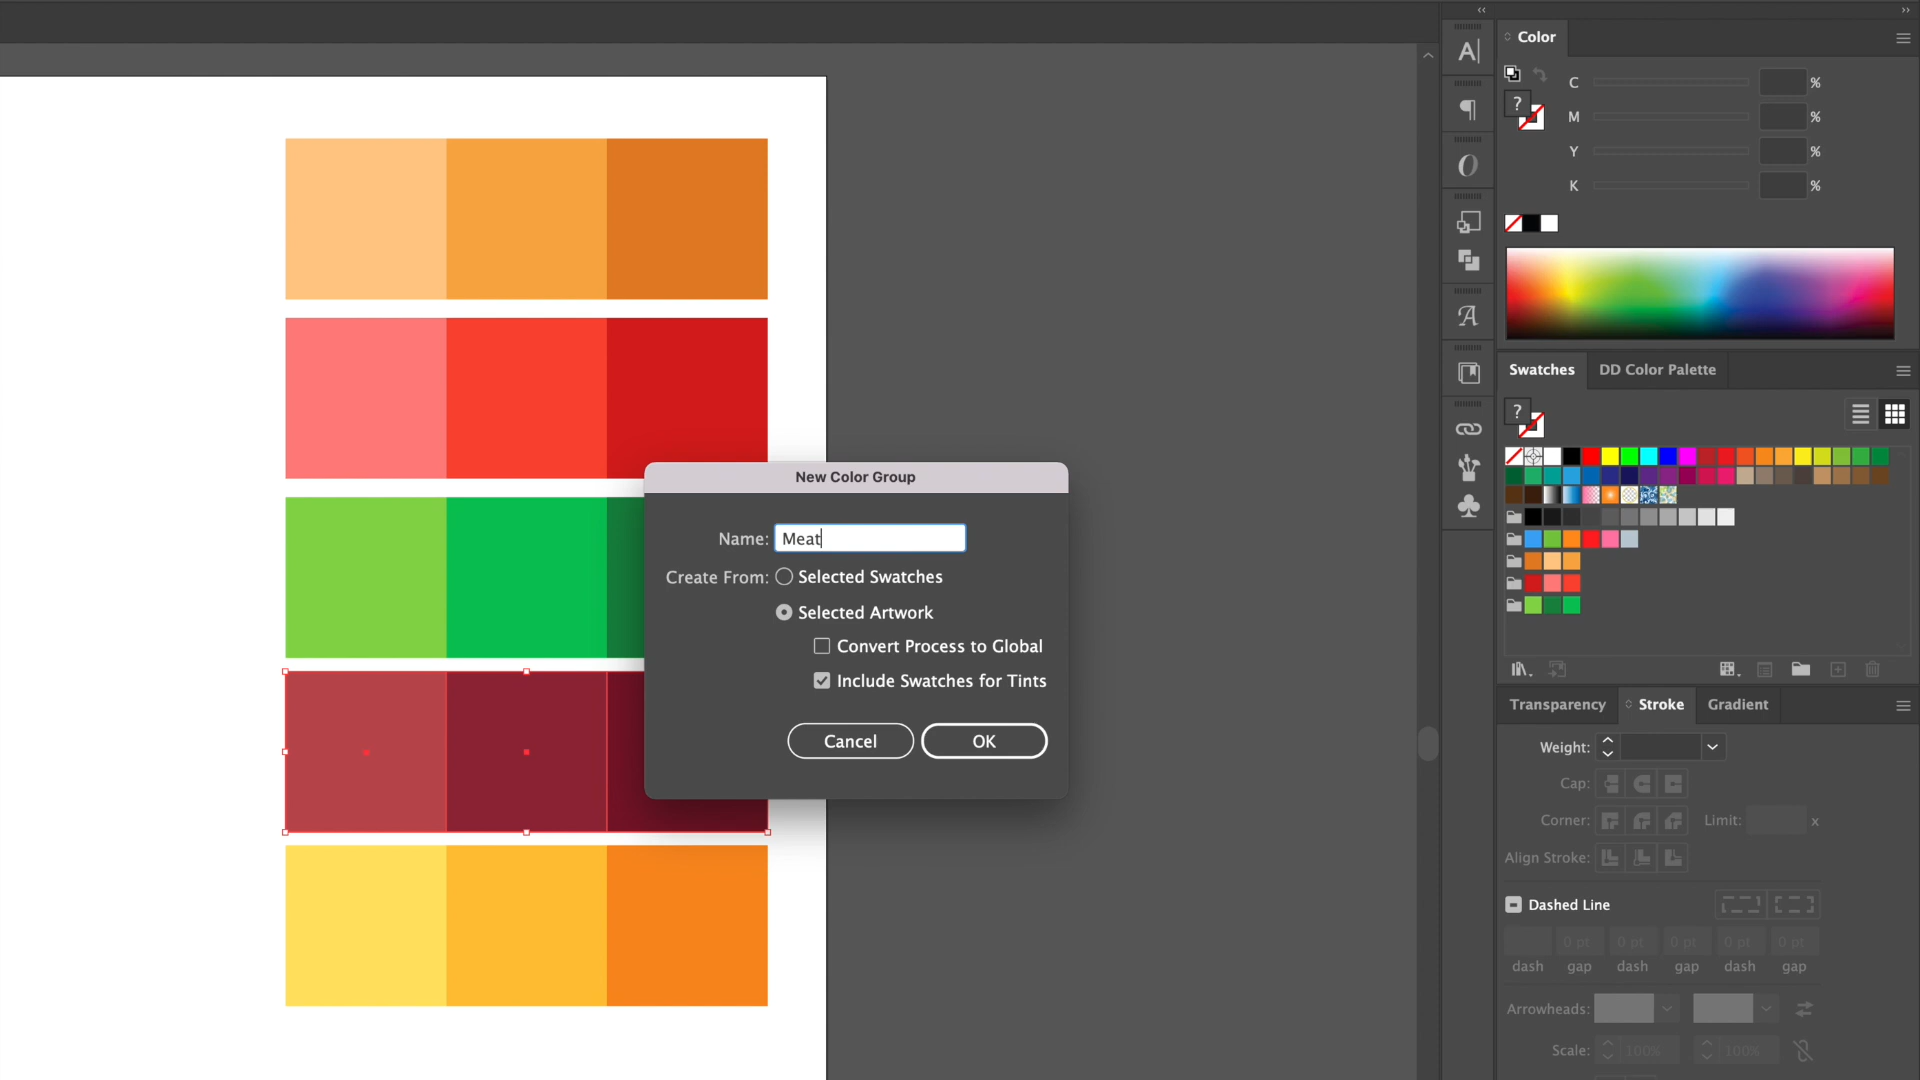 Color
C %
M %
Y %
K %
Swatches DD Color Palette
New Color Group
Name: Meat
Create From: Selected Swatches
Selected Artwork
Convert Process to Global
Include Swatches for Tints
Cancel OK
Transparency Stroke Gradient
Weight:
Cap:
Corner: Limit: x
Align Stroke:
Dashed Line
0 pt 0 pt 0 pt 0 pt 0 pt
dash gap dash gap dash gap
Arrowheads:
Scale: 100% 100%